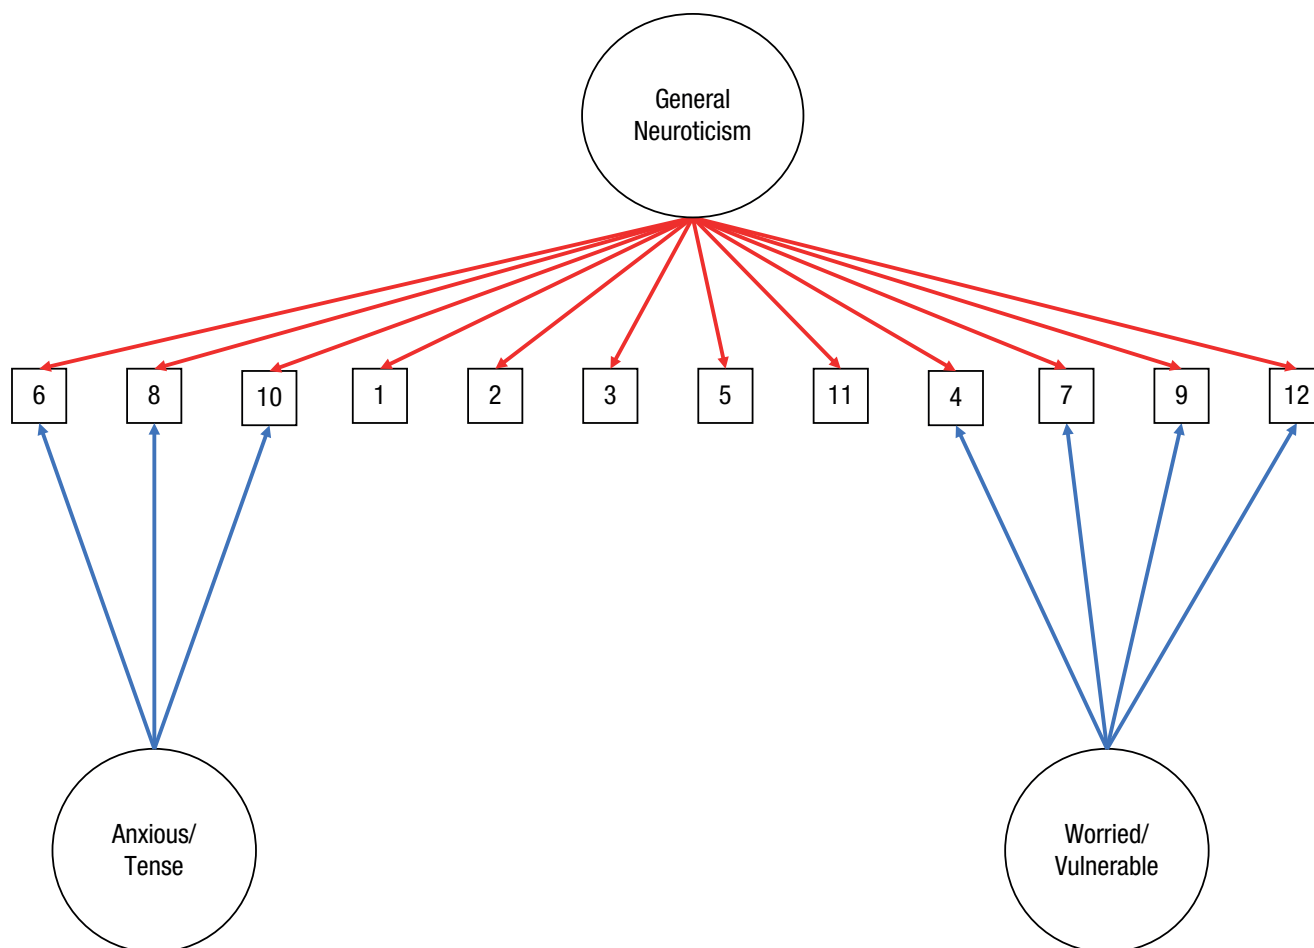 General
Neuroticism
6 8 10 1 2 3 5 11 4 7 9 12
Anxious/
Tense
Worried/
Vulnerable